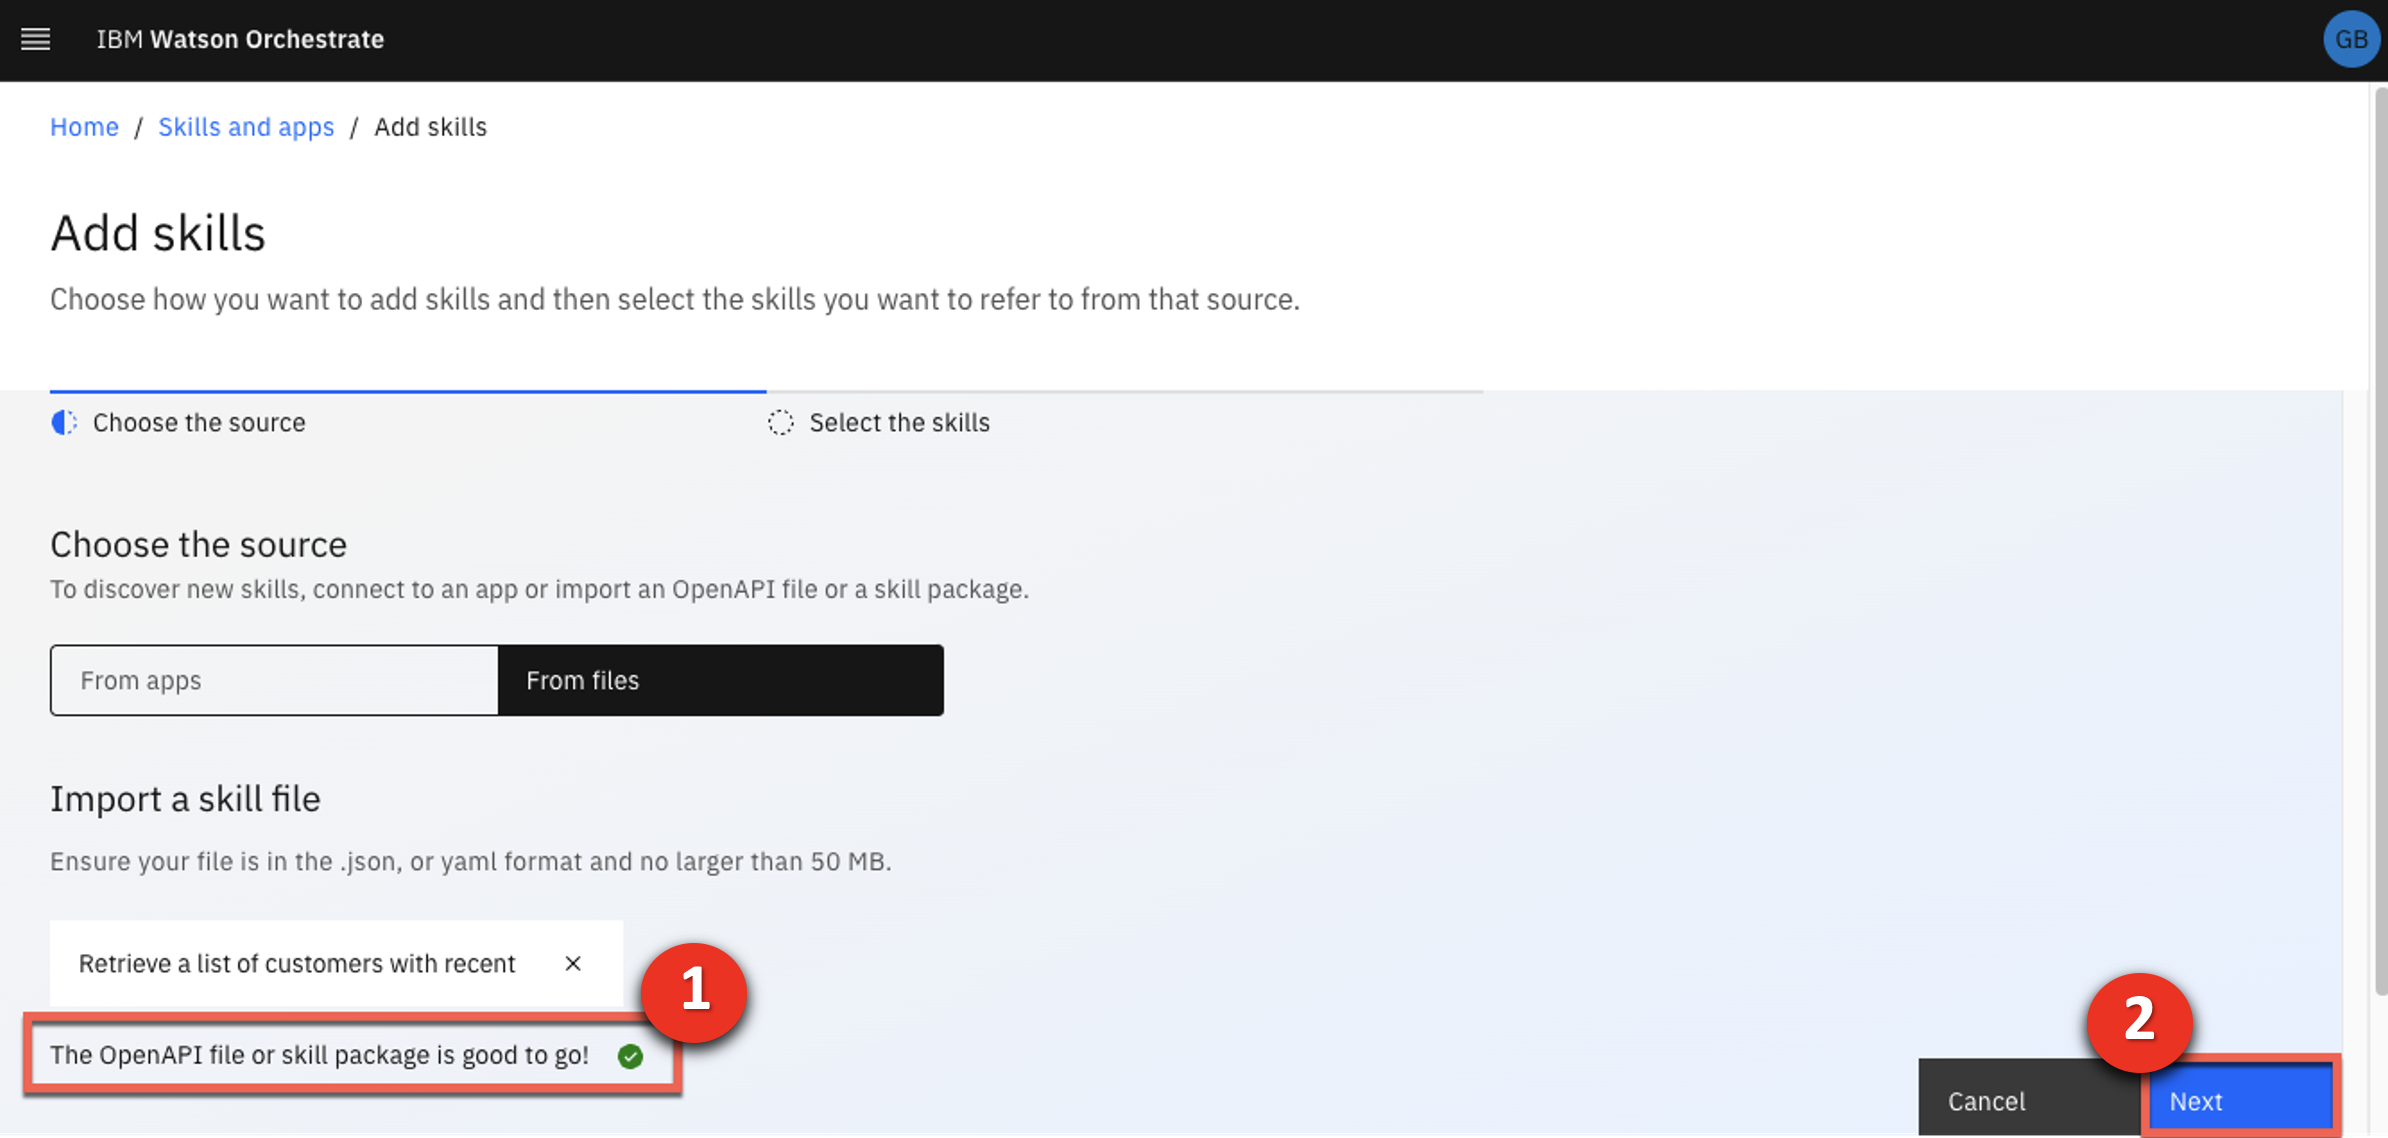 IBM Watson Orchestrate
GB
Home / Skills and apps / Add skills
Add skills
Choose how you want to add skills and then select the skills you want to refer to from that source.
Choose the source
Select the skills
Choose the source
To discover new skills, connect to an app or import an OpenAPI file or a skill package.
From apps
From files
Import a skill file
Ensure your file is in the .json, or yaml format and no larger than 50 MB.
Retrieve a list of customers with recent ×
1
The OpenAPI file or skill package is good to go!
2
Cancel
Next